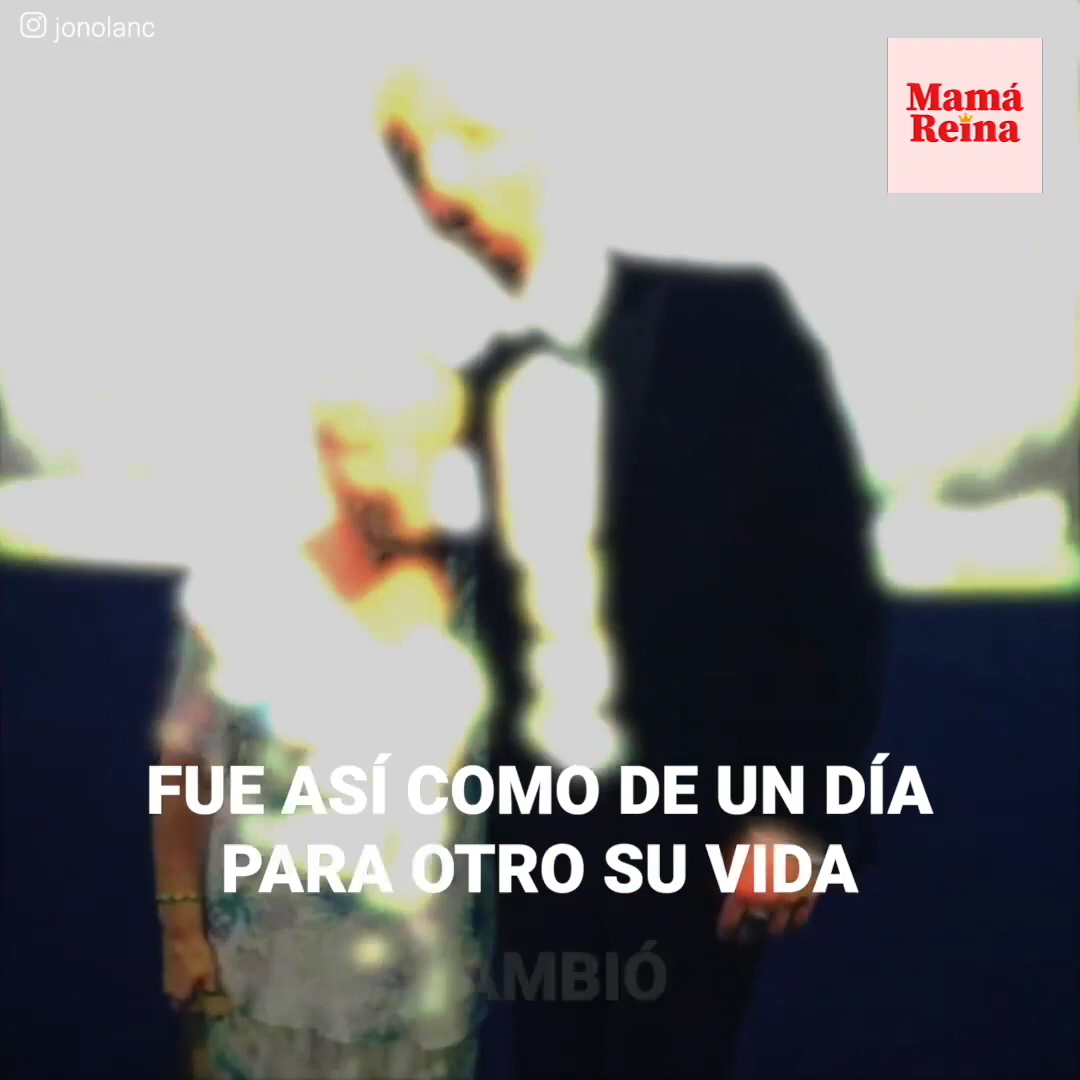 jonolanc
Mamá
Reina
FUE ASÍ COMO DE UN DÍA
PARA OTRO SU VIDA